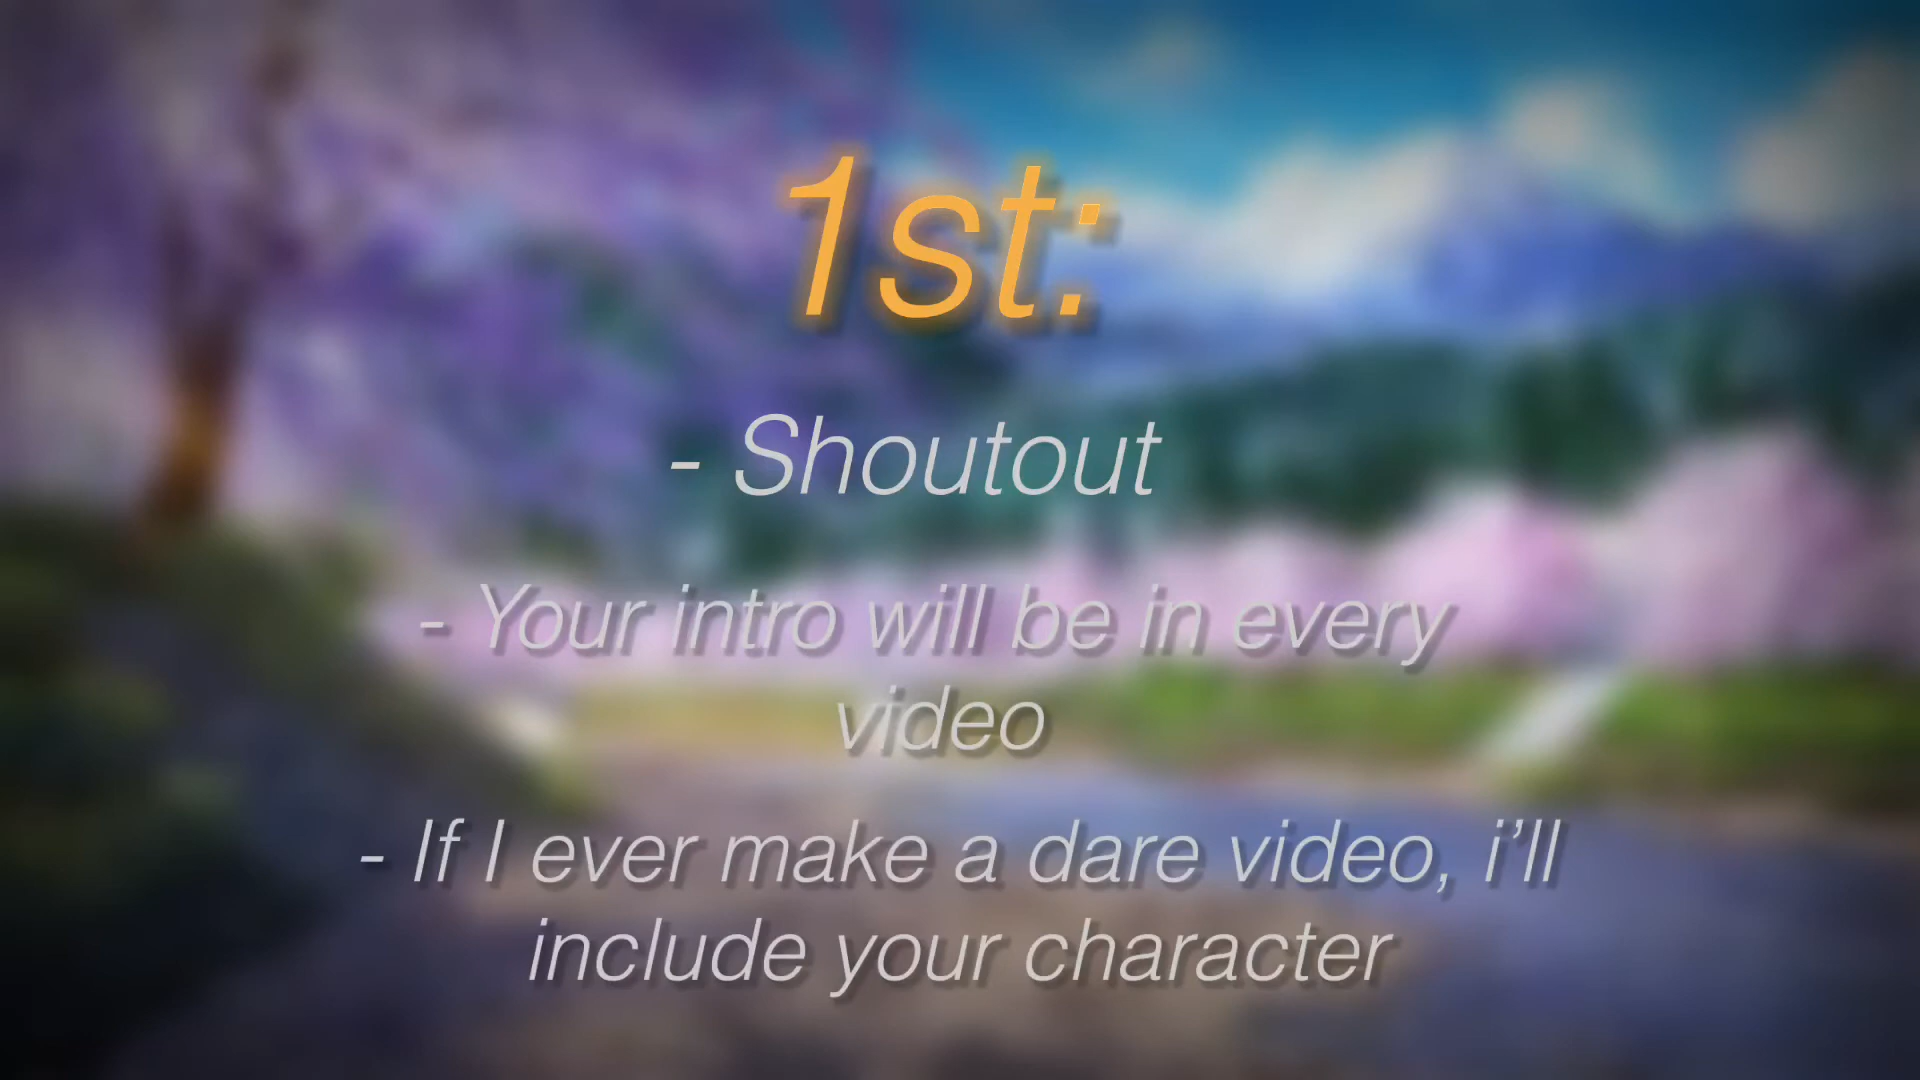 1st:
- Shoutout
- Your intro will be in every
video
- If I ever make a dare video, i’ll
include your character